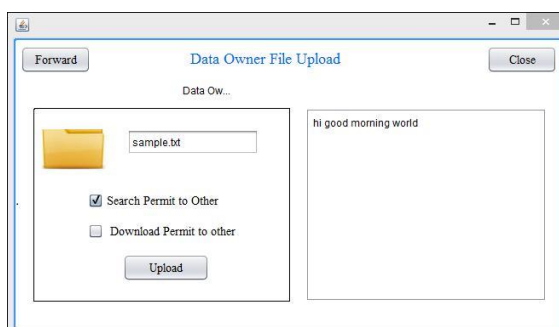 Forward
Data Owner File Upload
Close
Data Ow...
sample.txt
hi good morning world
Search Permit to Other
Download Permit to other
Upload